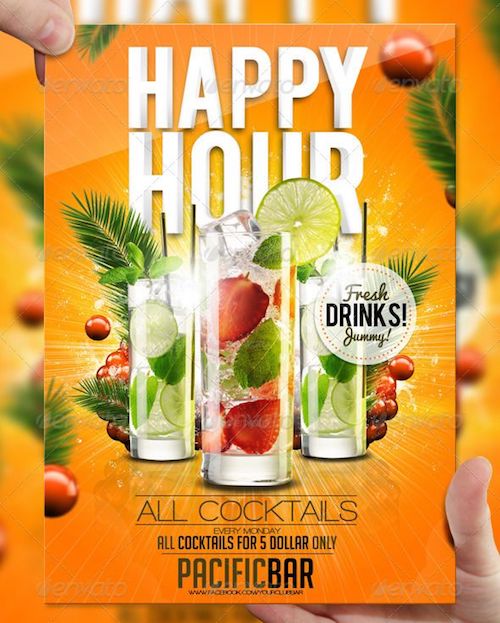 HAPPY
HOUR
Fresh
DRINKS!
Jummy!
ALL COCKTAILS
EVERY MONDAY
ALL COCKTAILS FOR 5 DOLLAR ONLY
PACIFICBAR
WWW.FACEBOOK.COM/YOURCLUBBAR
envato